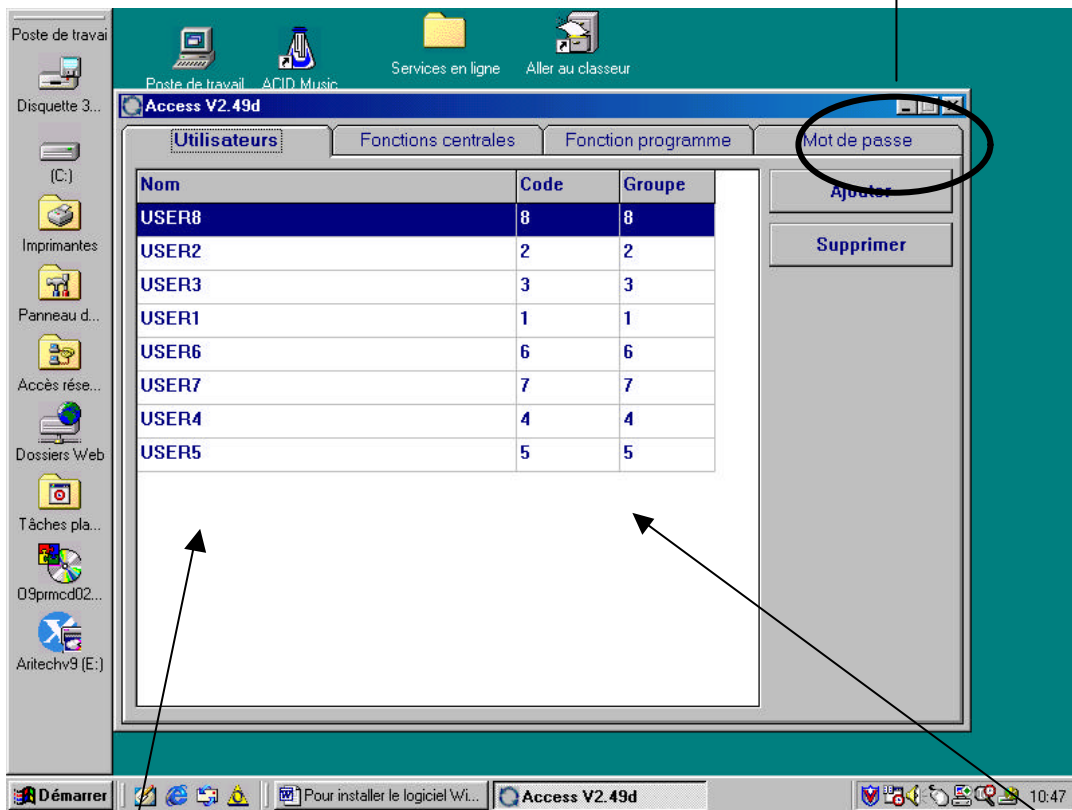 Poste de travai
Disquette 3...
(C:)
Imprimantes
Panneau d...
Accès rése...
Dossiers Web
Tâches pla...
09prmcd02...
Aritechv9 (E:)
Poste de travail
ACID Music
Services en ligne
Aller au classeur
Access V2.49d
Utilisateurs
Fonctions centrales
Fonction programme
Mot de passe
Nom Code Groupe
USER8 8 8
USER2 2 2
USER3 3 3
USER1 1 1
USER6 6 6
USER7 7 7
USER4 4 4
USER5 5 5
Ajouter
Supprimer
Démarrer
Pour installer le logiciel Wi...
Access V2.49d
10:47